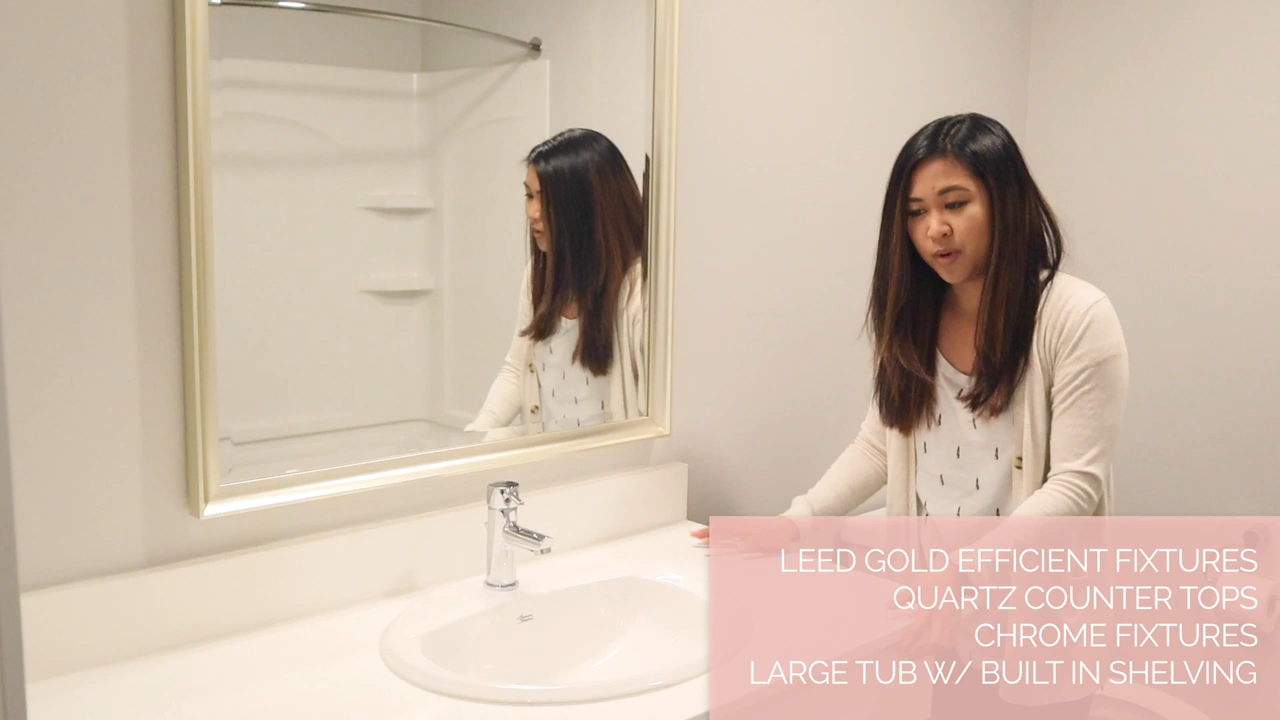 LEED GOLD EFFICIENT FIXTURES
QUARTZ COUNTER TOPS
CHROME FIXTURES
LARGE TUB W/ BUILT IN SHELVING